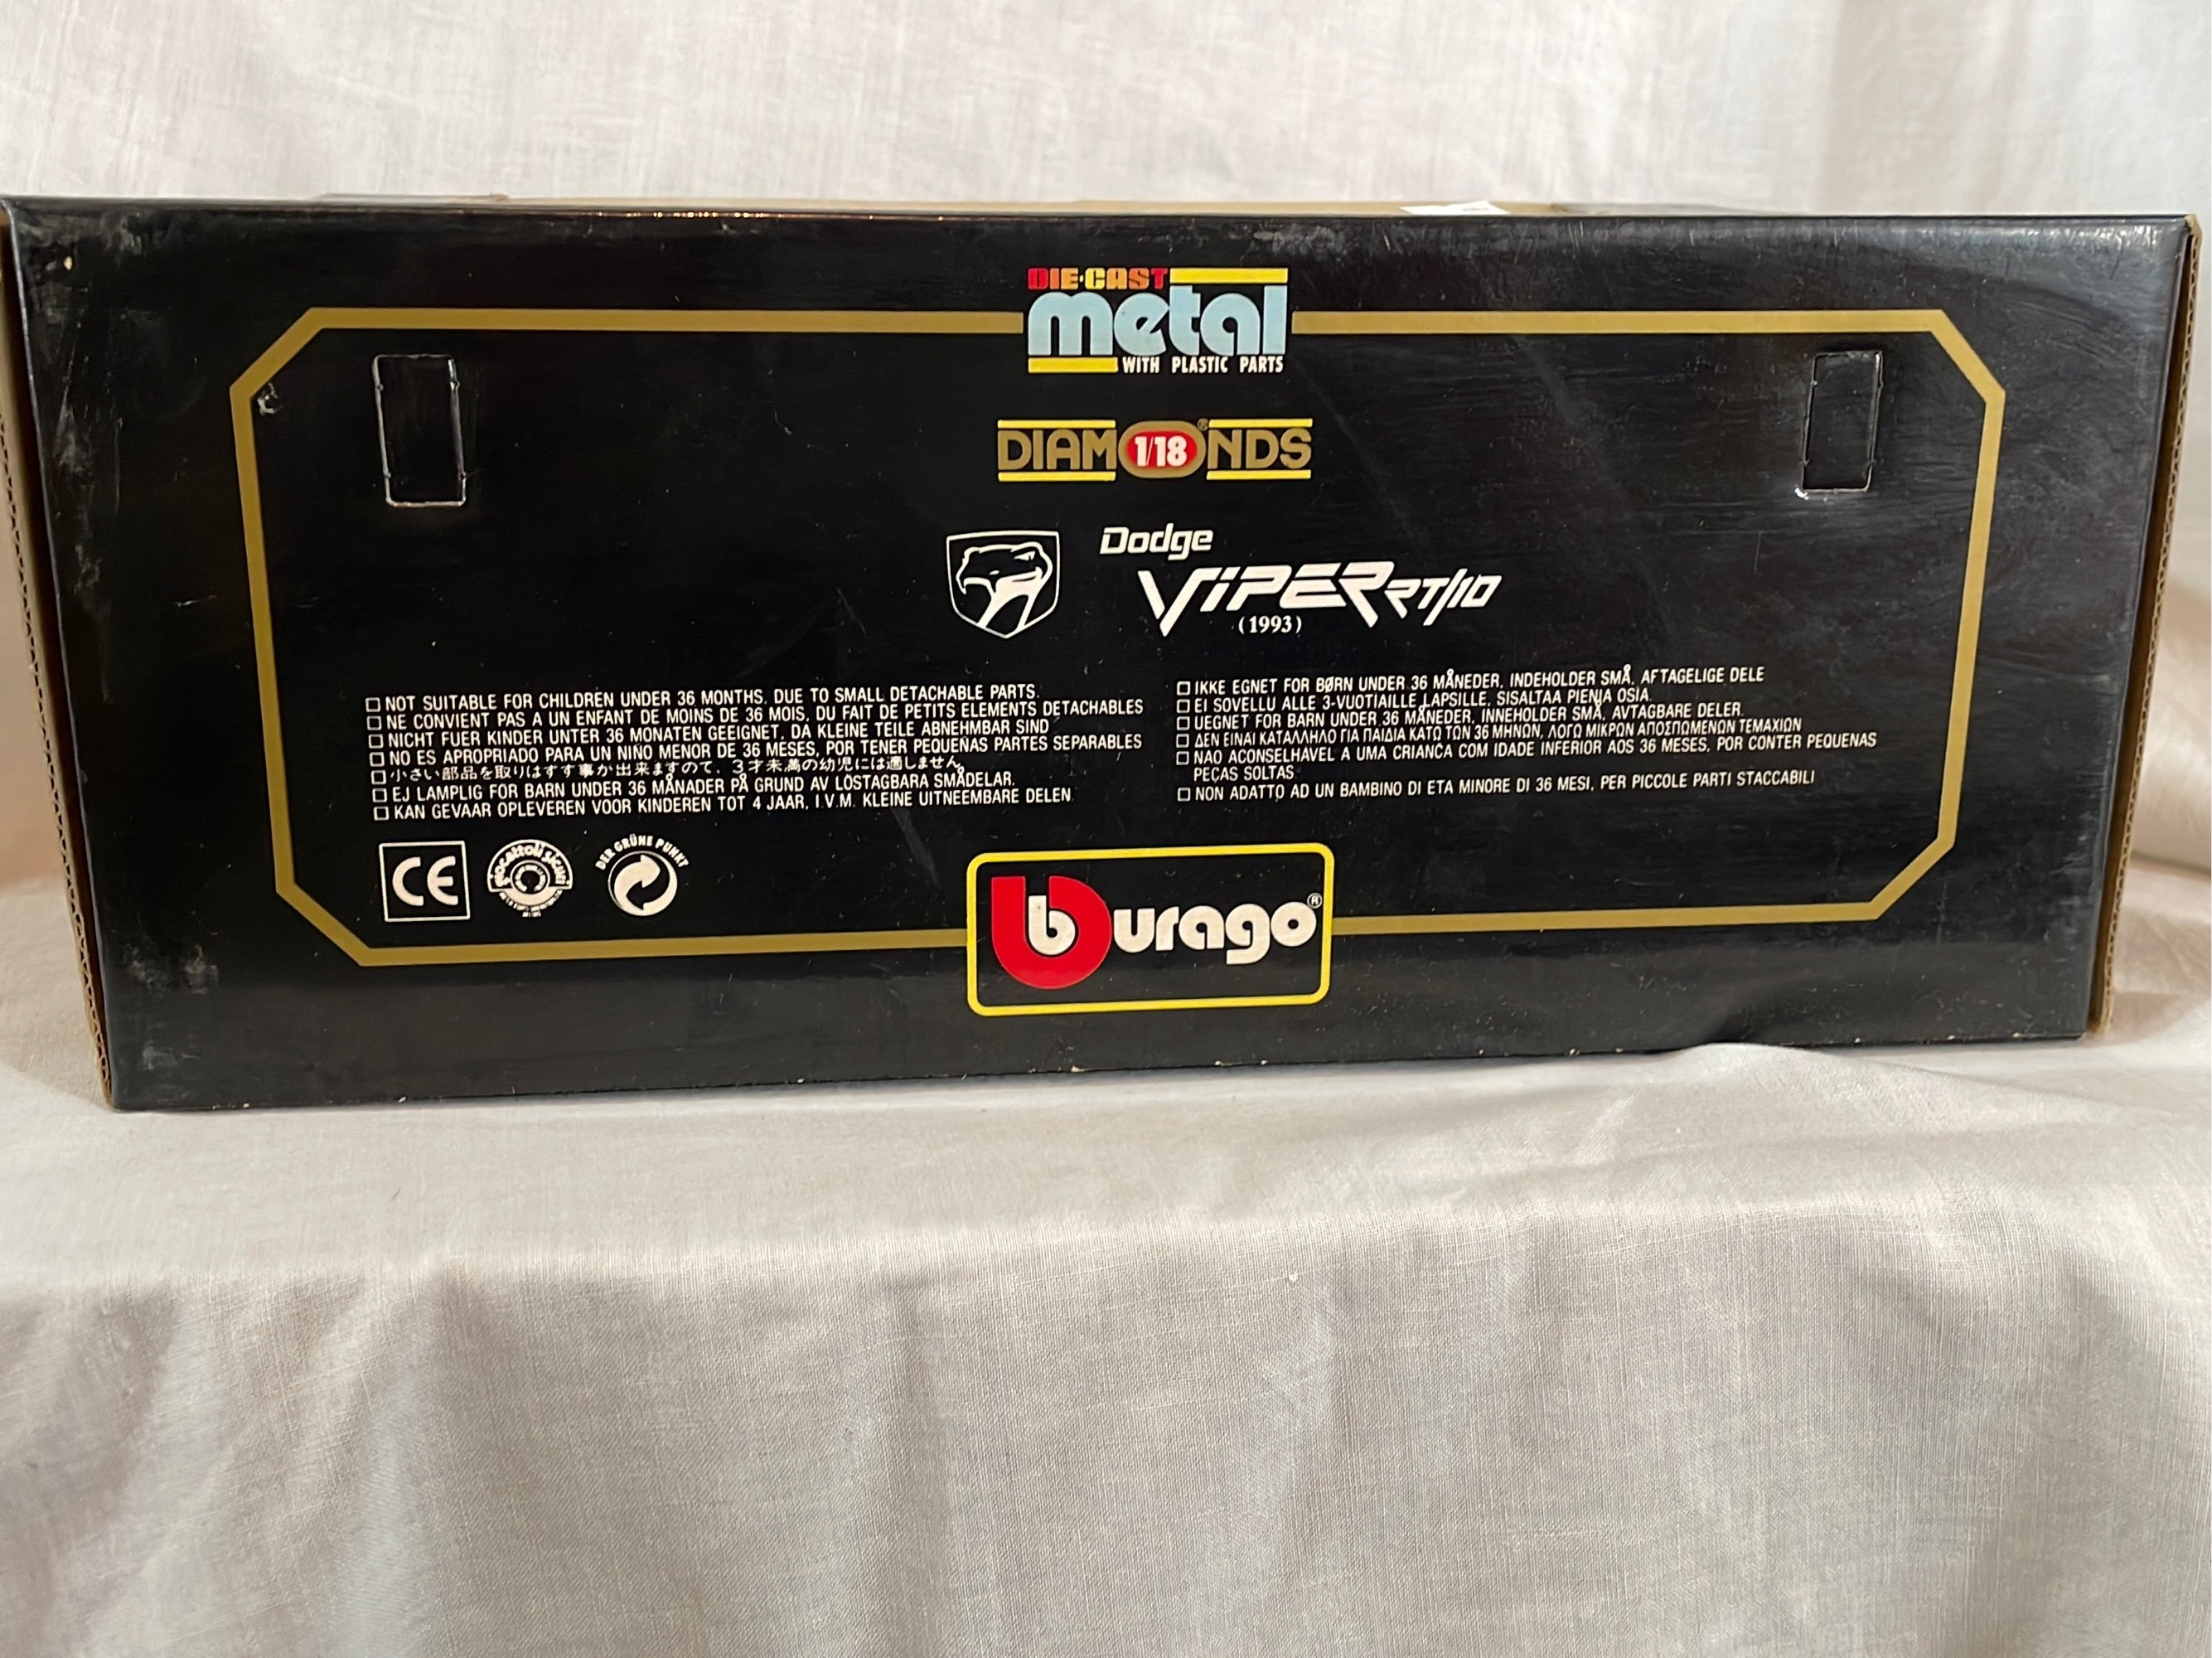 DIE·CAST
metal
WITH PLASTIC PARTS
DIAM 1/18 NDS®
Dodge
VIPER RT/10
(1993)
□ NOT SUITABLE FOR CHILDREN UNDER 36 MONTHS. DUE TO SMALL DETACHABLE PARTS.
□ NE CONVIENT PAS A UN ENFANT DE MOINS DE 36 MOIS, DU FAIT DE PETITS ELEMENTS DETACHABLES
□ NICHT FUER KINDER UNTER 36 MONATEN GEEIGNET, DA KLEINE TEILE ABNEHMBAR SIND
□ NO ES APROPRIADO PARA UN NIÑO MENOR DE 36 MESES, POR TENER PEQUEÑAS PARTES SEPARABLES
□ 小さい部品を取りはすす事が出来ますので、3才未満の幼児には適しません
□ EJ LAMPLIG FOR BARN UNDER 36 MÅNADER PÅ GRUND AV LÖSTAGBARA SMÅDELAR.
□ KAN GEVAAR OPLEVEREN VOOR KINDEREN TOT 4 JAAR, I.V.M. KLEINE UITNEEMBARE DELEN
□ IKKE EGNET FOR BØRN UNDER 36 MÅNEDER, INDEHOLDER SMÅ, AFTAGELIGE DELE
□ EI SOVELLU ALLE 3-VUOTIAILLE LAPSILLE, SISALTAA PIENIA OSIA
□ UEGNET FOR BARN UNDER 36 MÅNEDER, INNEHOLDER SMÅ, AVTAGBARE DELER
□ ΔΕΝ ΕΙΝΑΙ ΚΑΤΑΛΛΗΛΟ ΓΙΑ ΠΑΙΔΙΑ ΚΑΤΩ ΤΩΝ 36 ΜΗΝΩΝ, ΛΟΓΩ ΜΙΚΡΩΝ ΑΠΟΣΠΩΜΕΝΩΝ ΤΕΜΑΧΙΩΝ
□ NAO ACONSELHÁVEL A UMA CRIANÇA COM IDADE INFERIOR AOS 36 MESES, POR CONTER PEQUENAS
PEÇAS SOLTAS
□ NON ADATTO AD UN BAMBINO DI ETA MINORE DI 36 MESI, PER PICCOLE PARTI STACCABILI
CE
GIOCATTOLI SICURI
DER GRÜNE PUNKT
burago®